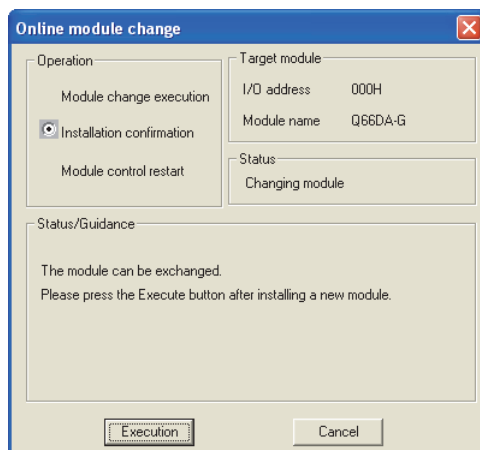 Online module change
Operation
Module change execution
Installation confirmation
Module control restart
Target module
I/O address 000H
Module name Q66DA-G
Status
Changing module
Status/Guidance
The module can be exchanged.
Please press the Execute button after installing a new module.
Execution
Cancel